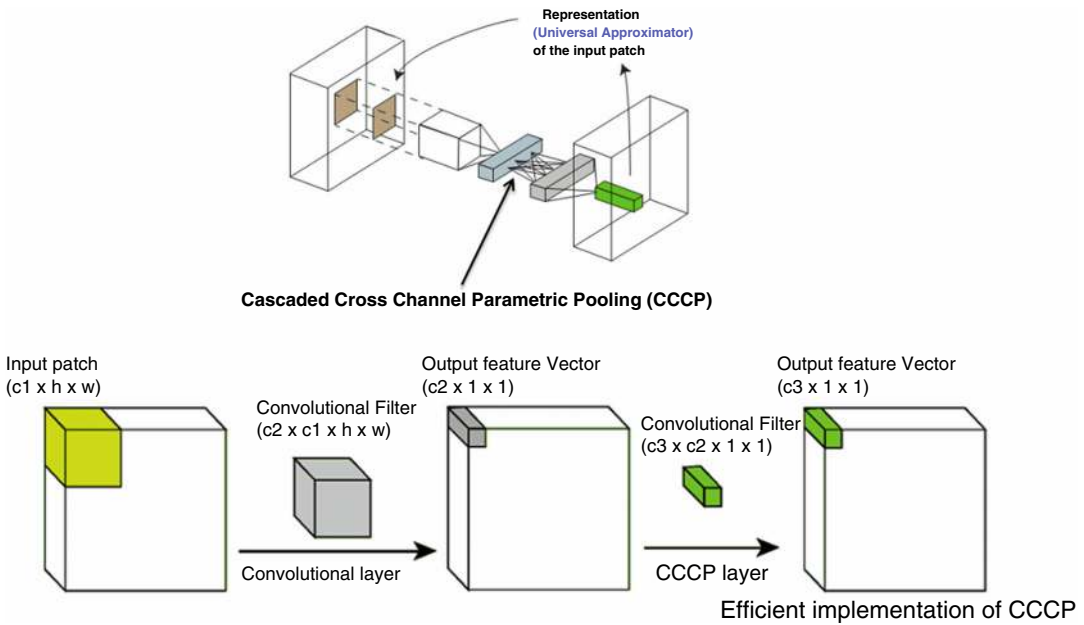 Representation
(Universal Approximator)
of the input patch
Cascaded Cross Channel Parametric Pooling (CCCP)
Input patch
(c1 x h x w)
Convolutional Filter
(c2 x c1 x h x w)
Convolutional layer
Output feature Vector
(c2 x 1 x 1)
Convolutional Filter
(c3 x c2 x 1 x 1)
CCCP layer
Output feature Vector
(c3 x 1 x 1)
Efficient implementation of CCCP